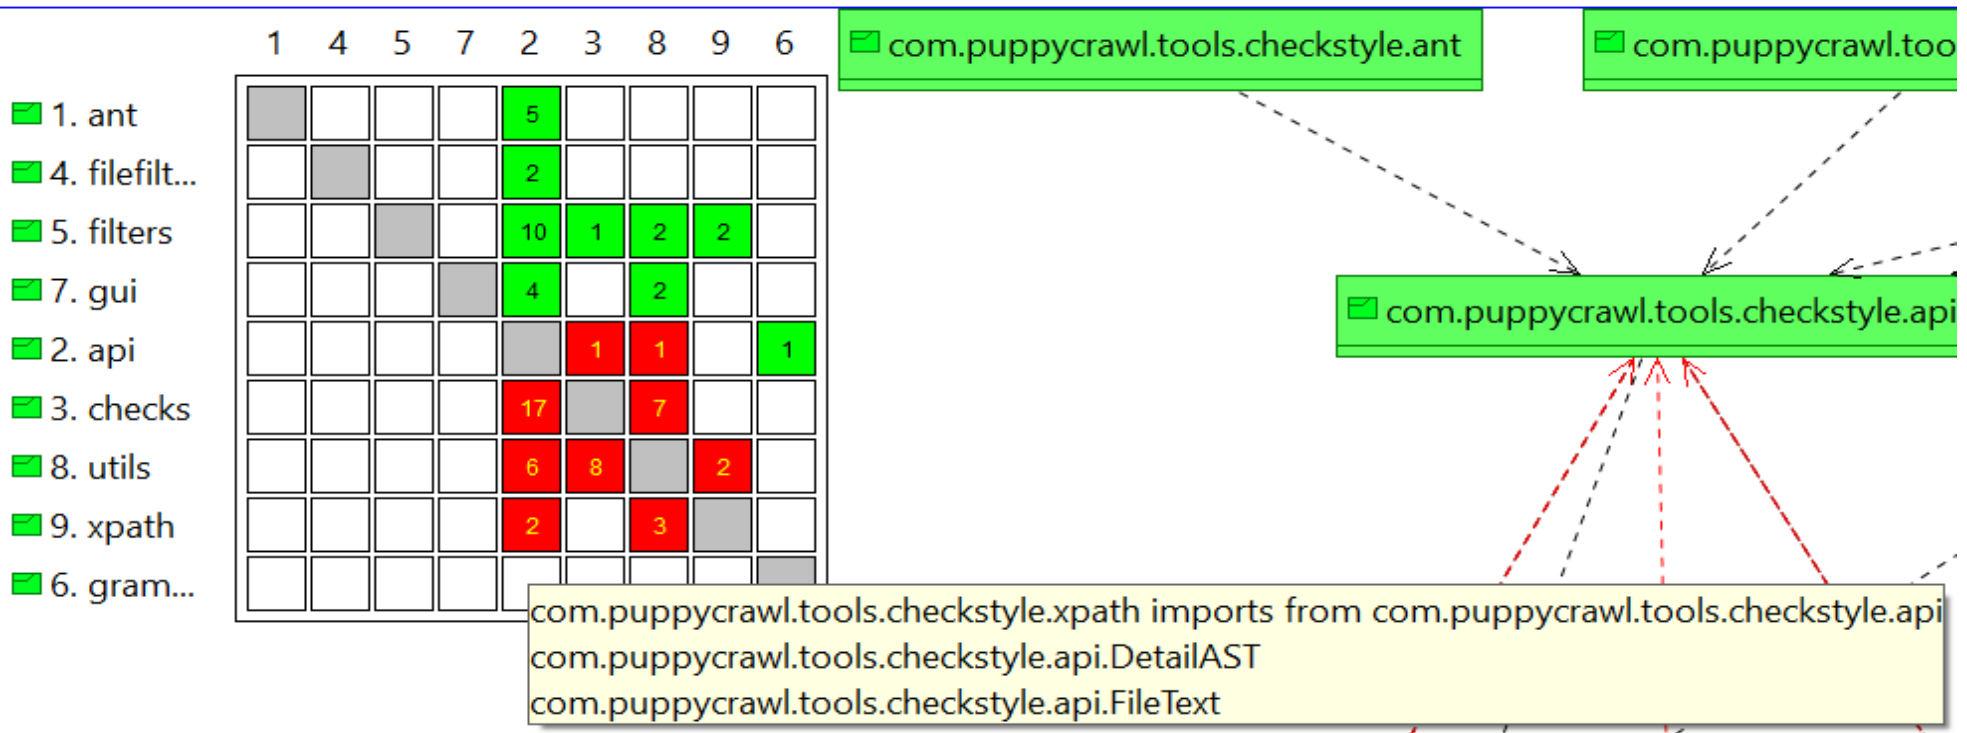 1 4 5 7 2 3 8 9 6
1. ant 5
4. filefilt... 2
5. filters 10 1 2 2
7. gui 4 2
2. api 1 1 1
3. checks 17 7
8. utils 6 8 2
9. xpath 2 3
6. gram...
com.puppycrawl.tools.checkstyle.ant
com.puppycrawl.too
com.puppycrawl.tools.checkstyle.api
com.puppycrawl.tools.checkstyle.xpath imports from com.puppycrawl.tools.checkstyle.api
com.puppycrawl.tools.checkstyle.api.DetailAST
com.puppycrawl.tools.checkstyle.api.FileText